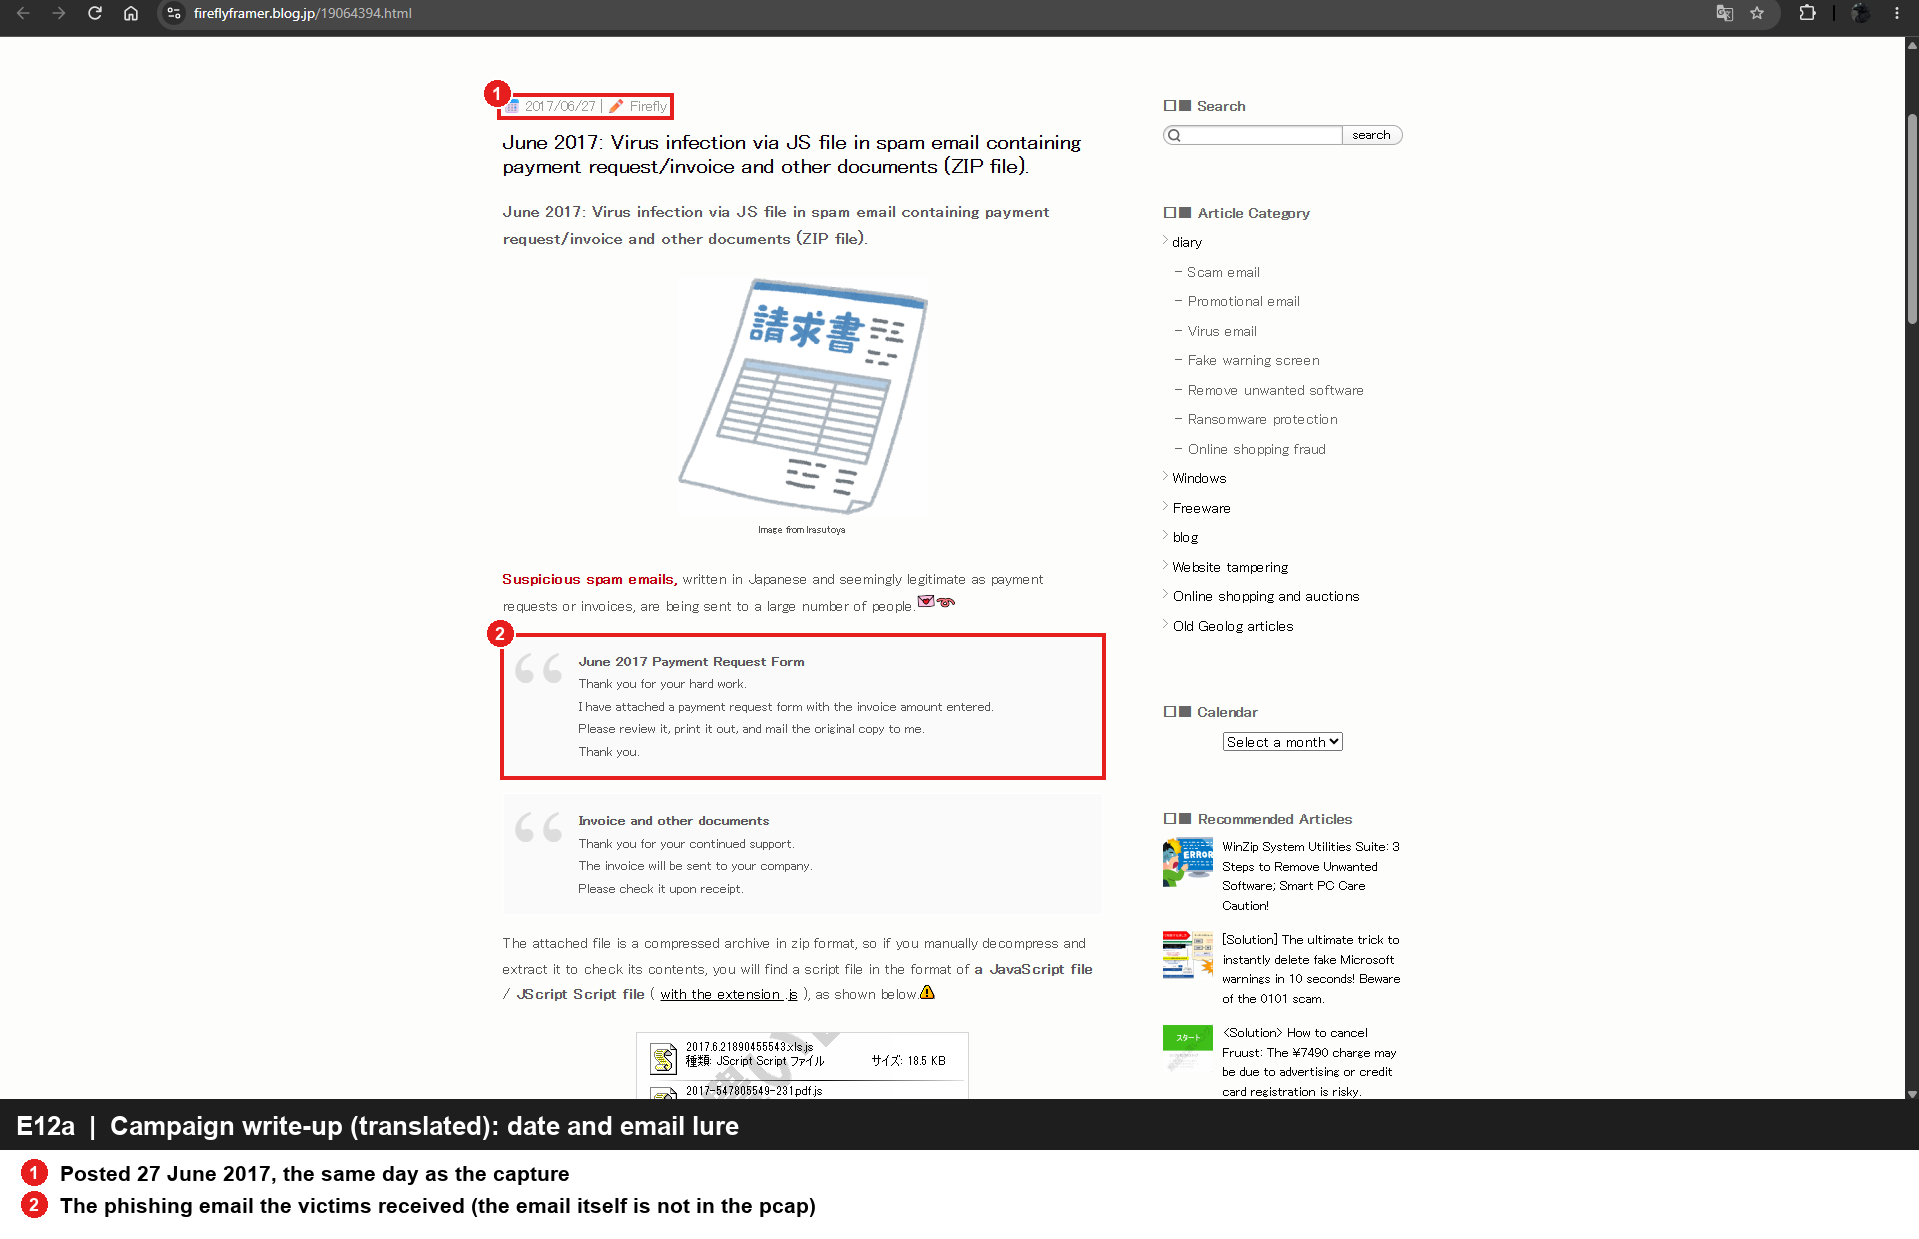 fireflyframer.blog.jp/19064394.html
1
2017/06/27 | Firefly
June 2017: Virus infection via JS file in spam email containing
payment request/invoice and other documents (ZIP file).
June 2017: Virus infection via JS file in spam email containing payment
request/invoice and other documents (ZIP file).
請求書
Image from Irasutoya
Suspicious spam emails, written in Japanese and seemingly legitimate as payment
requests or invoices, are being sent to a large number of people.
2
June 2017 Payment Request Form
Thank you for your hard work.
I have attached a payment request form with the invoice amount entered.
Please review it, print it out, and mail the original copy to me.
Thank you.
Invoice and other documents
Thank you for your continued support.
The invoice will be sent to your company.
Please check it upon receipt.
The attached file is a compressed archive in zip format, so if you manually decompress and
extract it to check its contents, you will find a script file in the format of a JavaScript file
/ JScript Script file ( with the extension .js ), as shown below.
2017.6.21890455543.xls.js
種類: JScript Script ファイル サイズ: 18.5 KB
2017-547805549-231.pdf.js
Search
search
Article Category
diary
- Scam email
- Promotional email
- Virus email
- Fake warning screen
- Remove unwanted software
- Ransomware protection
- Online shopping fraud
Windows
Freeware
blog
Website tampering
Online shopping and auctions
Old Geolog articles
Calendar
Select a month
Recommended Articles
ERROR
WinZip System Utilities Suite: 3
Steps to Remove Unwanted
Software; Smart PC Care
Caution!
[Solution] The ultimate trick to
instantly delete fake Microsoft
warnings in 10 seconds! Beware
of the 0101 scam.
スタート
<Solution> How to cancel
Fruust: The ¥7490 charge may
be due to advertising or credit
card registration is risky.
E12a | Campaign write-up (translated): date and email lure
1 Posted 27 June 2017, the same day as the capture
2 The phishing email the victims received (the email itself is not in the pcap)